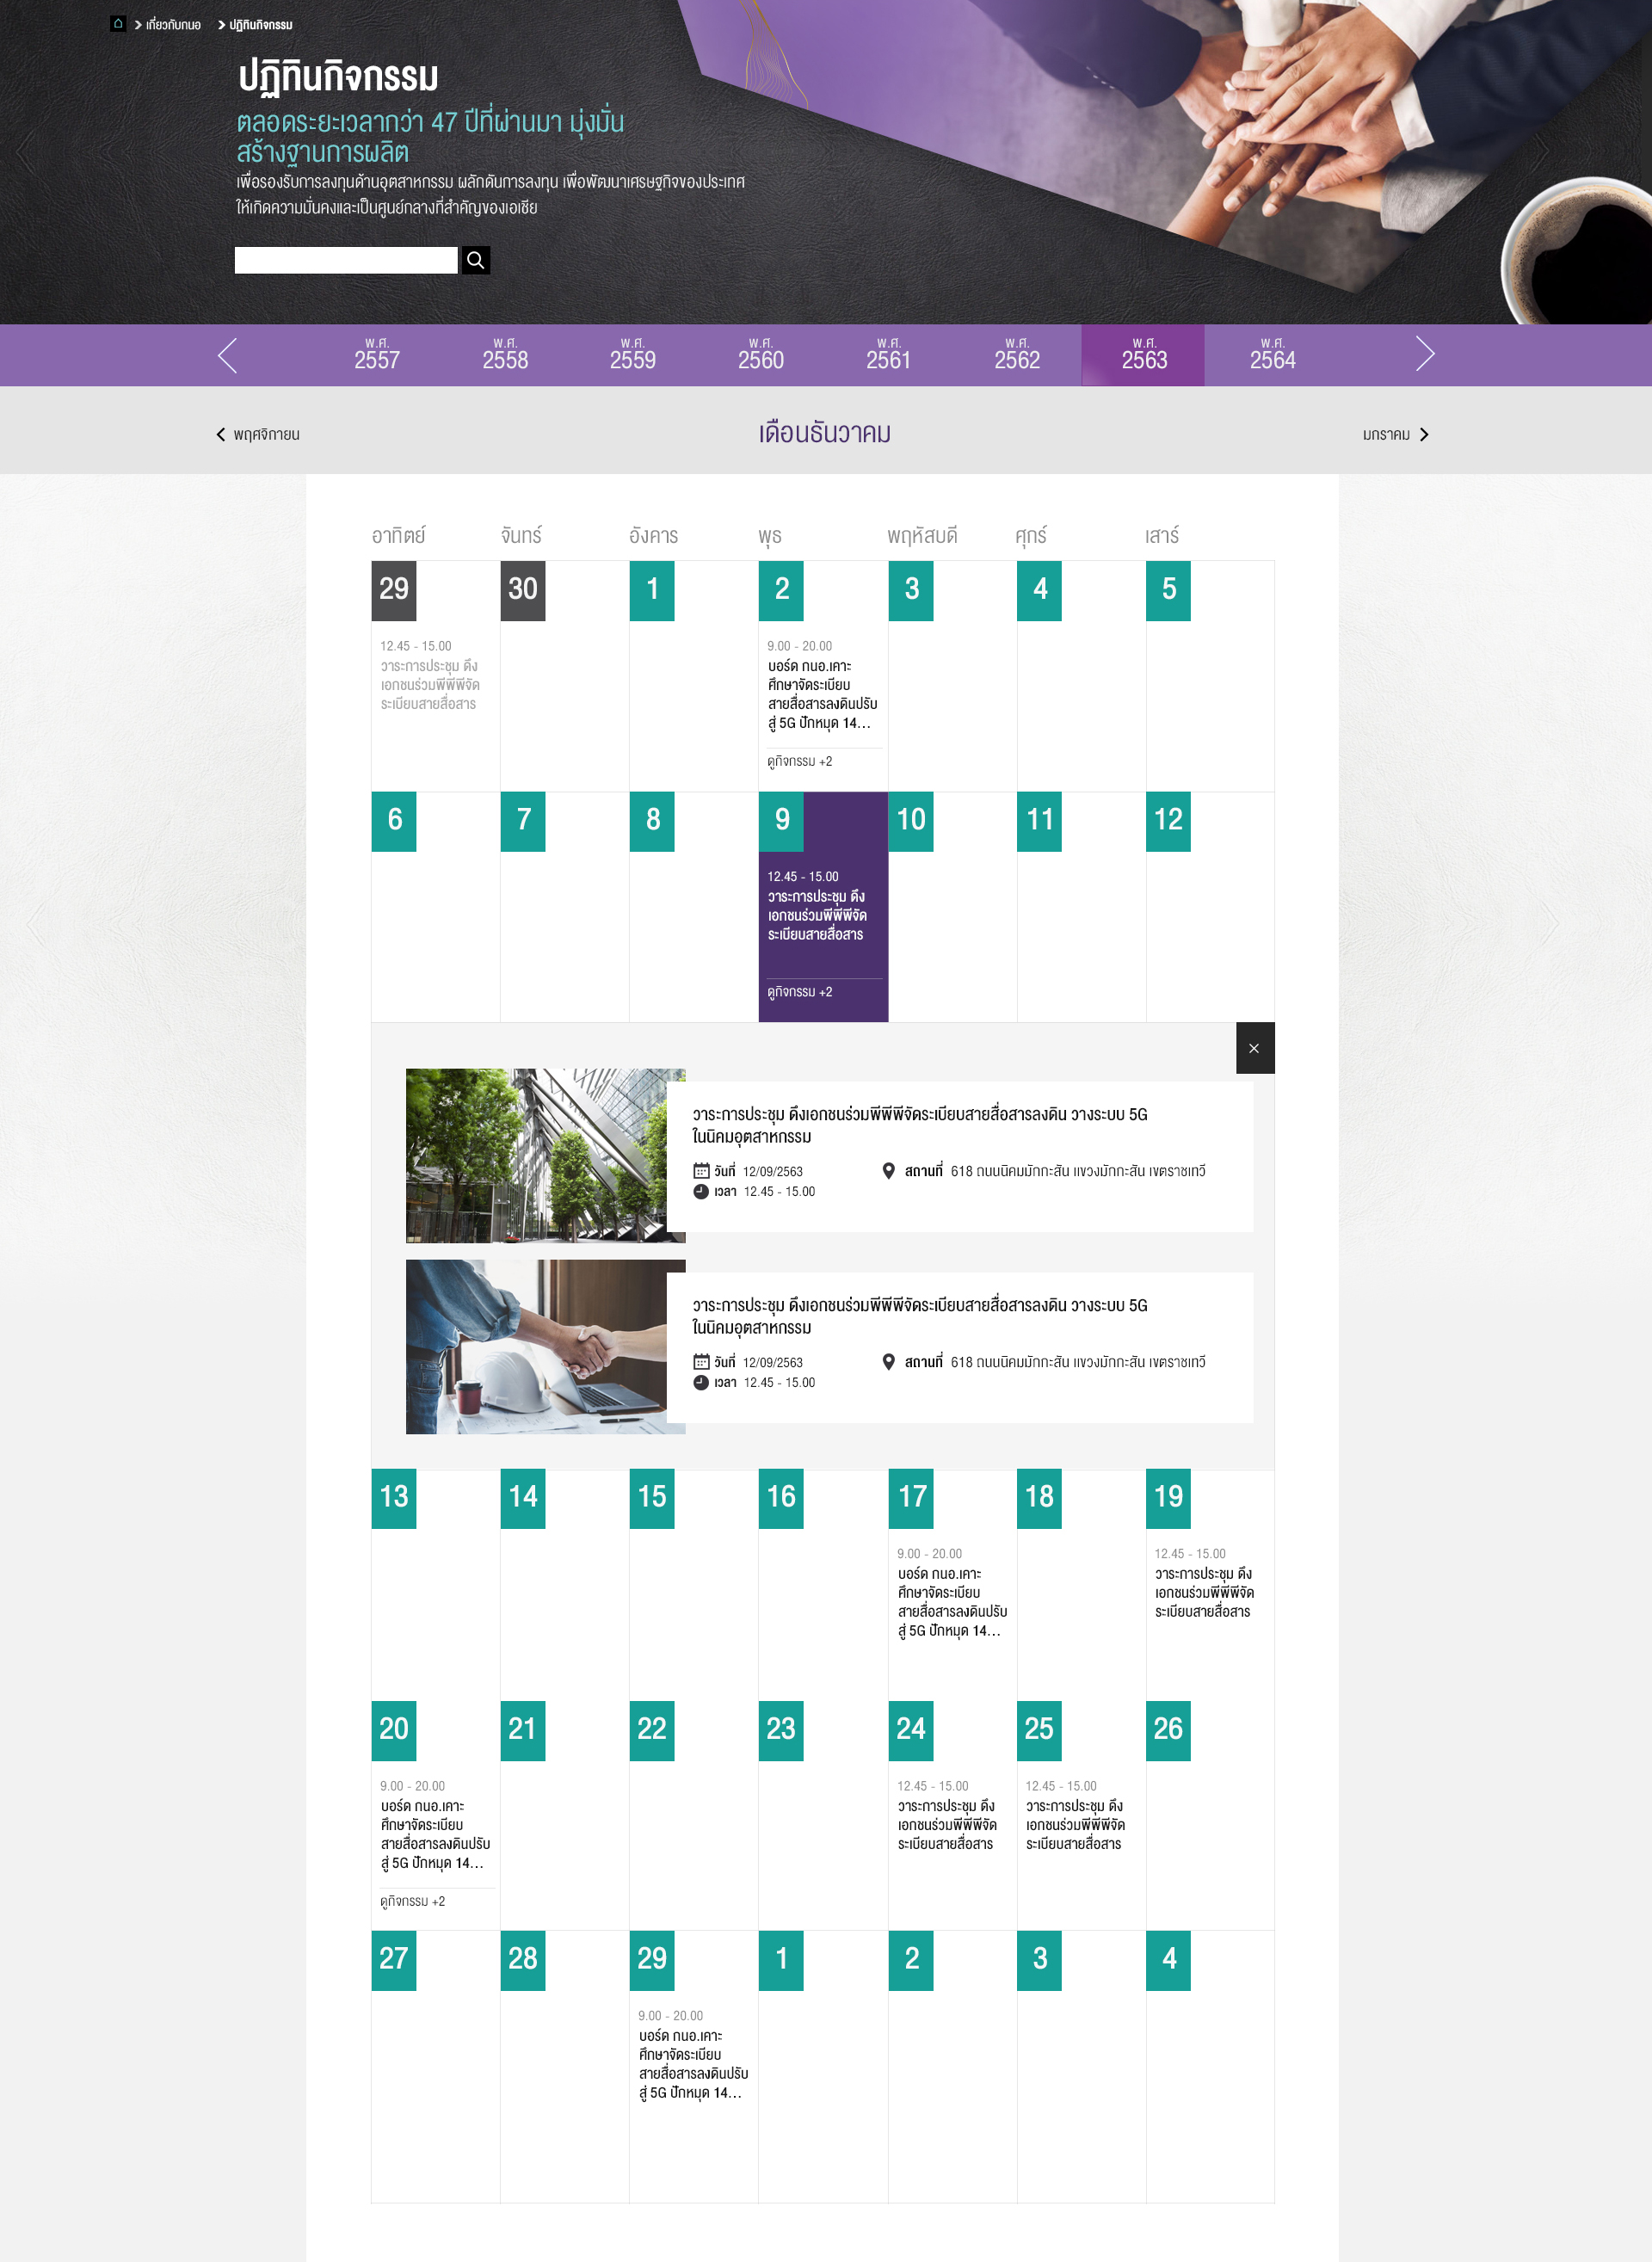 เกี่ยวกับกนอ ปฏิทินกิจกรรม
ปฏิทินกิจกรรม
ตลอดระยะเวลากว่า 47 ปีที่ผ่านมา มุ่งมั่น
สร้างฐานการผลิต
เพื่อรองรับการลงทุนด้านอุตสาหกรรม ผลักดันการลงทุน เพื่อพัฒนาเศรษฐกิจของประเทศ
ให้เกิดความมั่นคงและเป็นศูนย์กลางที่สำคัญของเอเชีย
พ.ศ. พ.ศ. พ.ศ. พ.ศ. พ.ศ. พ.ศ. พ.ศ. พ.ศ.
2557 2558 2559 2560 2561 2562 2563 2564
พฤศจิกายน เดือนธันวาคม มกราคม
อาทิตย์ จันทร์ อังคาร พุธ พฤหัสบดี ศุกร์ เสาร์
29 30 1 2 3 4 5
12.45 - 15.00
วาระการประชุม ดึง
เอกชนร่วมพีพีพีจัด
ระเบียบสายสื่อสาร
9.00 - 20.00
บอร์ด กนอ.เคาะ
ศึกษาจัดระเบียบ
สายสื่อสารลงดินปรับ
สู่ 5G ปักหมุด 14...
ดูกิจกรรม +2
6 7 8 9 10 11 12
12.45 - 15.00
วาระการประชุม ดึง
เอกชนร่วมพีพีพีจัด
ระเบียบสายสื่อสาร
ดูกิจกรรม +2
วาระการประชุม ดึงเอกชนร่วมพีพีพีจัดระเบียบสายสื่อสารลงดิน วางระบบ 5G
ในนิคมอุตสาหกรรม
วันที่ 12/09/2563 สถานที่ 618 ถนนนิคมมักกะสัน แขวงมักกะสัน เขตราชเทวี
เวลา 12.45 - 15.00
วาระการประชุม ดึงเอกชนร่วมพีพีพีจัดระเบียบสายสื่อสารลงดิน วางระบบ 5G
ในนิคมอุตสาหกรรม
วันที่ 12/09/2563 สถานที่ 618 ถนนนิคมมักกะสัน แขวงมักกะสัน เขตราชเทวี
เวลา 12.45 - 15.00
13 14 15 16 17 18 19
9.00 - 20.00
บอร์ด กนอ.เคาะ
ศึกษาจัดระเบียบ
สายสื่อสารลงดินปรับ
สู่ 5G ปักหมุด 14...
12.45 - 15.00
วาระการประชุม ดึง
เอกชนร่วมพีพีพีจัด
ระเบียบสายสื่อสาร
20 21 22 23 24 25 26
9.00 - 20.00
บอร์ด กนอ.เคาะ
ศึกษาจัดระเบียบ
สายสื่อสารลงดินปรับ
สู่ 5G ปักหมุด 14...
ดูกิจกรรม +2
12.45 - 15.00
วาระการประชุม ดึง
เอกชนร่วมพีพีพีจัด
ระเบียบสายสื่อสาร
12.45 - 15.00
วาระการประชุม ดึง
เอกชนร่วมพีพีพีจัด
ระเบียบสายสื่อสาร
27 28 29 1 2 3 4
9.00 - 20.00
บอร์ด กนอ.เคาะ
ศึกษาจัดระเบียบ
สายสื่อสารลงดินปรับ
สู่ 5G ปักหมุด 14...